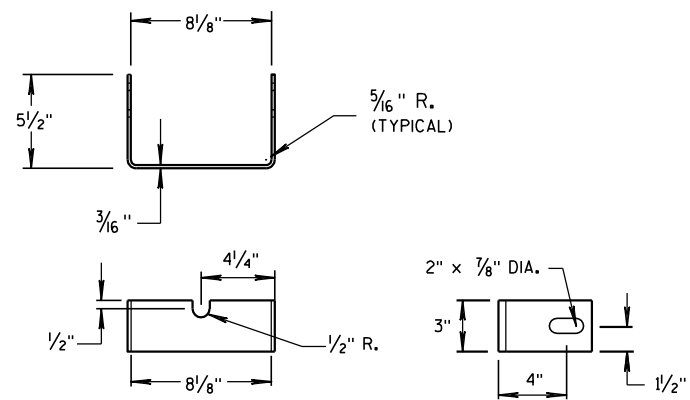 8 1/8"
5 1/2"
5/16" R.
(TYPICAL)
3/16"
4 1/4"
2" x 7/8" DIA.
3"
1/2"
1/2" R.
8 1/8"
4"
1 1/2"